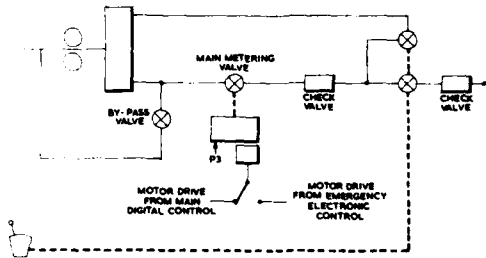 MAIN METERING
VALVE
BY-PASS
VALVE
CHECK
VALVE
CHECK
VALVE
P3
MOTOR DRIVE
FROM MAIN
DIGITAL CONTROL
MOTOR DRIVE
FROM EMERGENCY
ELECTRONIC
CONTROL